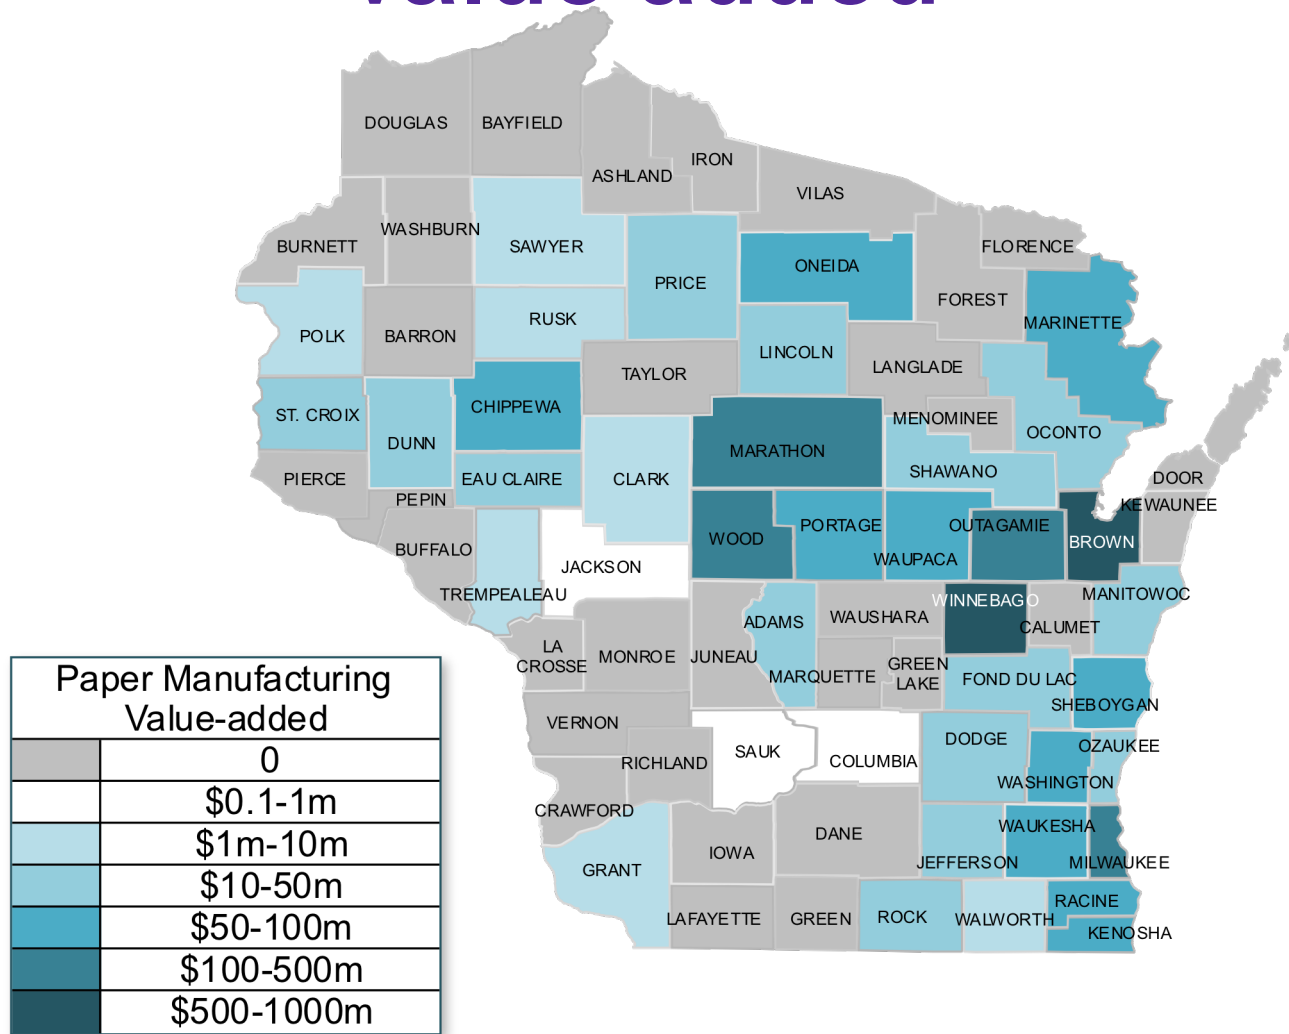 value added
DOUGLAS
BAYFIELD
ASHLAND
IRON
VILAS
BURNETT
WASHBURN
SAWYER
PRICE
ONEIDA
FLORENCE
FOREST
MARINETTE
POLK
BARRON
RUSK
LINCOLN
LANGLADE
TAYLOR
ST. CROIX
DUNN
CHIPPEWA
MENOMINEE
OCONTO
MARATHON
SHAWANO
PIERCE
EAU CLAIRE
CLARK
DOOR
PEPIN
KEWAUNEE
BUFFALO
WOOD
PORTAGE
WAUPACA
OUTAGAMIE
BROWN
JACKSON
TREMPEALEAU
WINNEBAGO
MANITOWOC
ADAMS
WAUSHARA
CALUMET
LA
CROSSE
MONROE
JUNEAU
MARQUETTE
GREEN
LAKE
FOND DU LAC
SHEBOYGAN
VERNON
RICHLAND
SAUK
COLUMBIA
DODGE
OZAUKEE
WASHINGTON
CRAWFORD
DANE
IOWA
WAUKESHA
JEFFERSON
MILWAUKEE
GRANT
LAFAYETTE
GREEN
ROCK
WALWORTH
RACINE
KENOSHA
Paper Manufacturing
Value-added
0
$0.1-1m
$1m-10m
$10-50m
$50-100m
$100-500m
$500-1000m